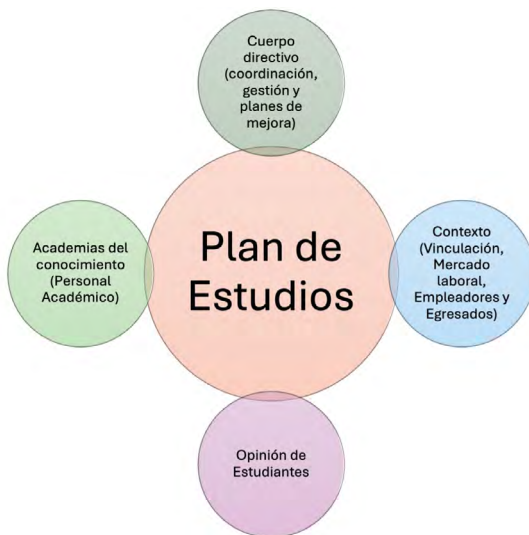 Cuerpo
directivo
(coordinación,
gestión y
planes de
mejora)
Academias del
conocimiento
(Personal
Académico)
Plan de
Estudios
Contexto
(Vinculación,
Mercado
laboral,
Empleadores y
Egresados)
Opinión de
Estudiantes